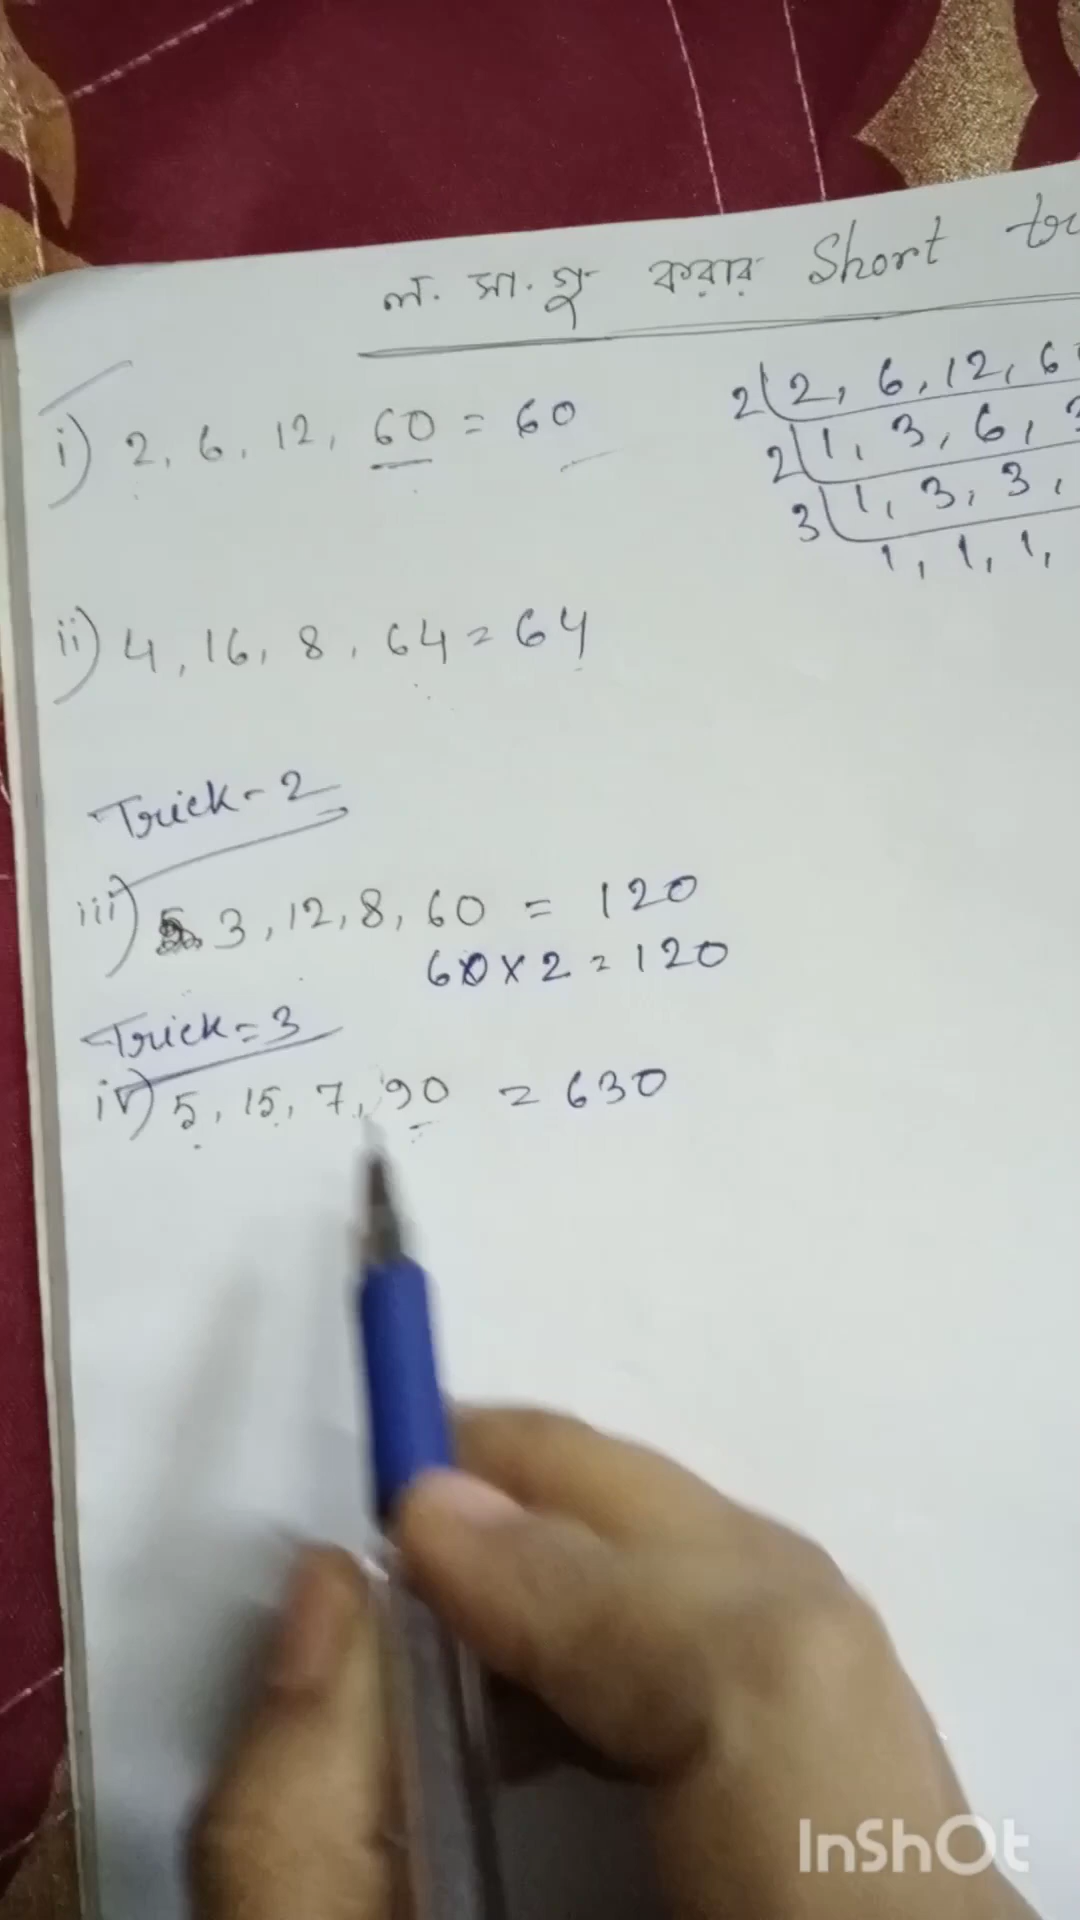 ল. সা. গু করার Short
i) 2, 6, 12, 60 = 60
2 2, 6, 12, 6
2 1, 3, 6, 3
3 1, 3, 3,
1, 1, 1,
ii) 4, 16, 8, 64 = 64
Trick - 2
iii) 3, 12, 8, 60 = 120
60 x 2 = 120
Trick = 3
iv) 5, 15, 7, 90 = 630
InShOt